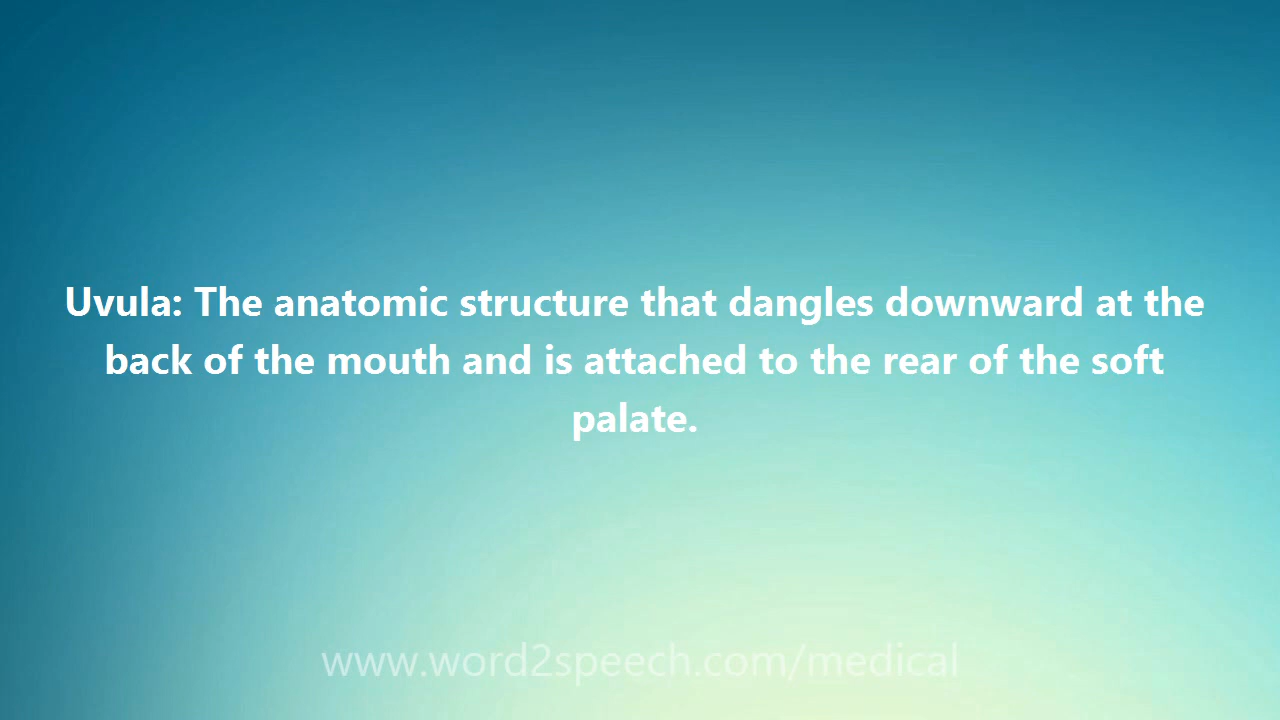 Uvula: The anatomic structure that dangles downward at the
back of the mouth and is attached to the rear of the soft
palate.
www.word2speech.com/medical